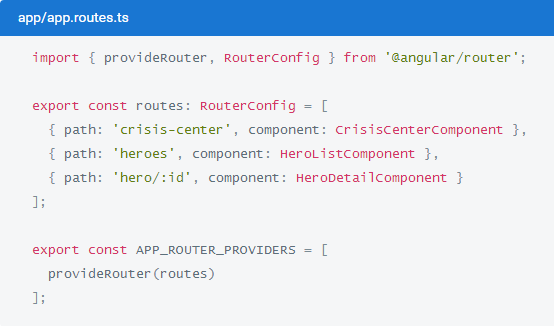 app/app.routes.ts
import { provideRouter, RouterConfig } from '@angular/router';
export const routes: RouterConfig = [
  { path: 'crisis-center', component: CrisisCenterComponent },
  { path: 'heroes', component: HeroListComponent },
  { path: 'hero/:id', component: HeroDetailComponent }
];
export const APP_ROUTER_PROVIDERS = [
  provideRouter(routes)
];